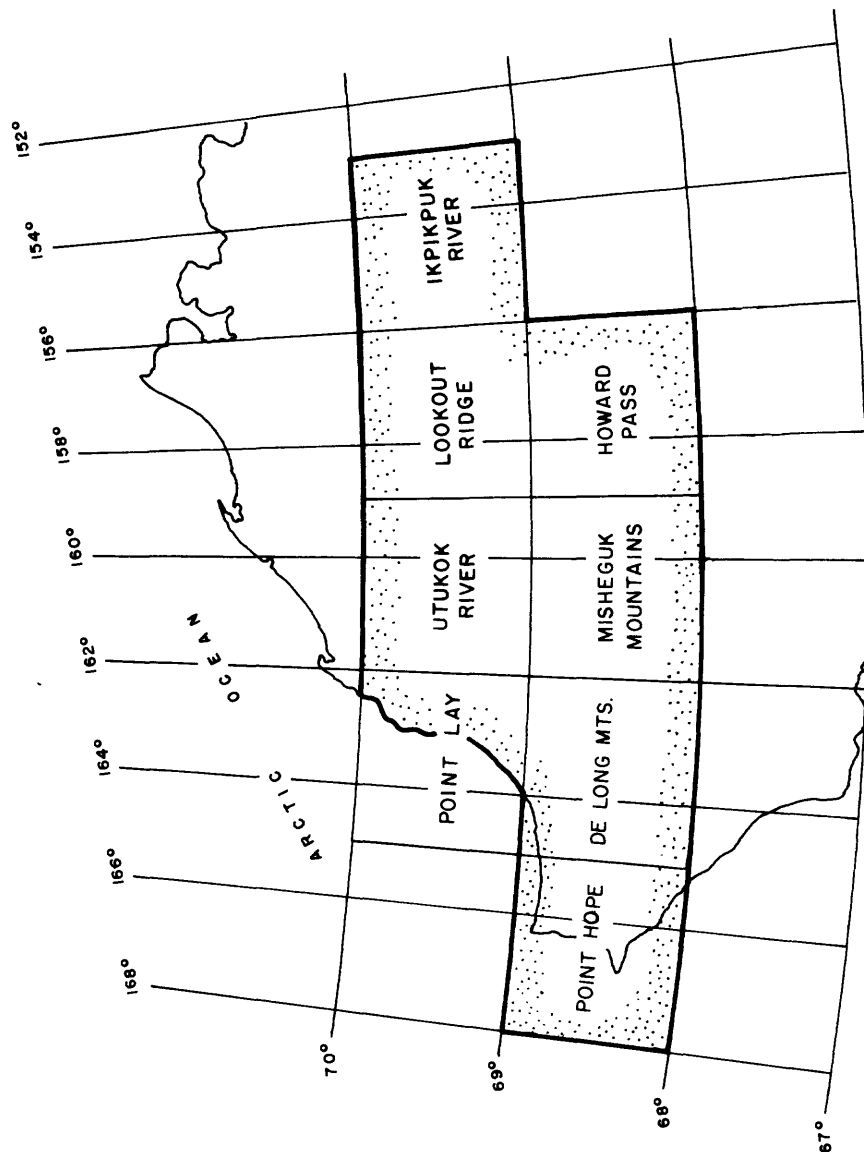 168°
166°
164°
162°
160°
158°
156°
154°
152°
ARCTIC OCEAN
70°
69°
68°
67°
POINT LAY
UTUKOK
RIVER
LOOKOUT
RIDGE
IKPIKPUK
RIVER
POINT HOPE
DE LONG MTS.
MISHEGUK
MOUNTAINS
HOWARD
PASS